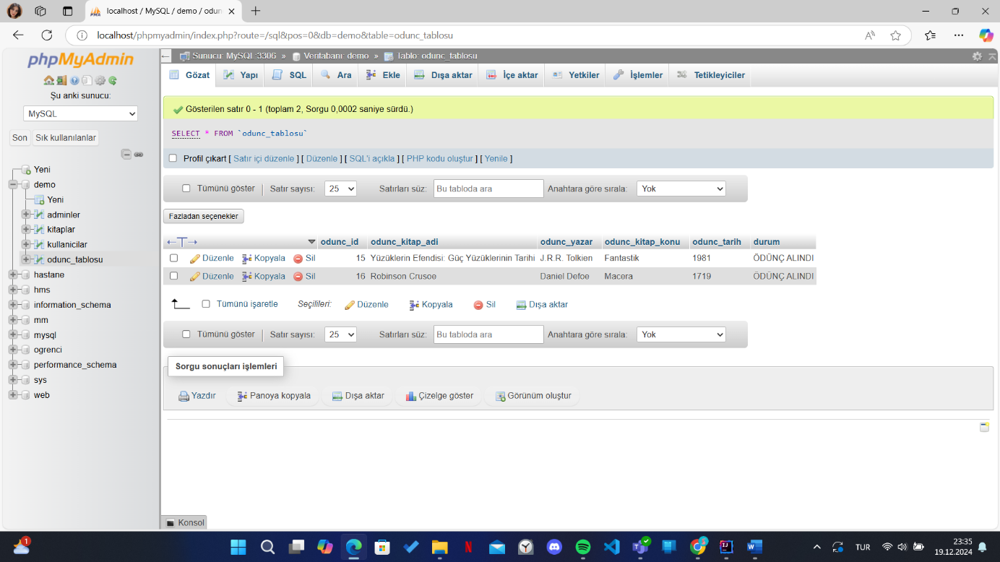 localhost / MySQL / demo / odun
localhost/phpmyadmin/index.php?route=/sql&pos=0&db=demo&table=odunc_tablosu
phpMyAdmin
Şu anki sunucu:
MySQL
Son Sık kullanılanlar
Yeni
demo
Yeni
adminler
kitaplar
kullanicilar
odunc_tablosu
hastane
hms
information_schema
mm
mysql
ogrenci
performance_schema
sys
web
Sunucu: MySQL:3306 » Veritabanı: demo » Tablo: odunc_tablosu
Gözat Yapı SQL Ara Ekle Dışa aktar İçe aktar Yetkiler İşlemler Tetikleyiciler
Gösterilen satır 0 - 1 (toplam 2, Sorgu 0,0002 saniye sürdü.)
SELECT * FROM `odunc_tablosu`
Profil çıkart [ Satır içi düzenle ] [ Düzenle ] [ SQL'i açıkla ] [ PHP kodu oluştur ] [ Yenile ]
Tümünü göster Satır sayısı: 25 Satırları süz: Bu tabloda ara Anahtara göre sırala: Yok
Fazladan seçenekler
←T→ odunc_id odunc_kitap_adi odunc_yazar odunc_kitap_konu odunc_tarih durum
Düzenle Kopyala Sil 15 Yüzüklerin Efendisi: Güç Yüzüklerinin Tarihi J.R.R. Tolkien Fantastik 1981 ÖDÜNÇ ALINDI
Düzenle Kopyala Sil 16 Robinson Crusoe Daniel Defoe Macera 1719 ÖDÜNÇ ALINDI
Tümünü işaretle Seçilileri: Düzenle Kopyala Sil Dışa aktar
Tümünü göster Satır sayısı: 25 Satırları süz: Bu tabloda ara Anahtara göre sırala: Yok
Sorgu sonuçları işlemleri
Yazdır Panoya kopyala Dışa aktar Çizelge göster Görünüm oluştur
Konsol
1
TUR
23:35
19.12.2024